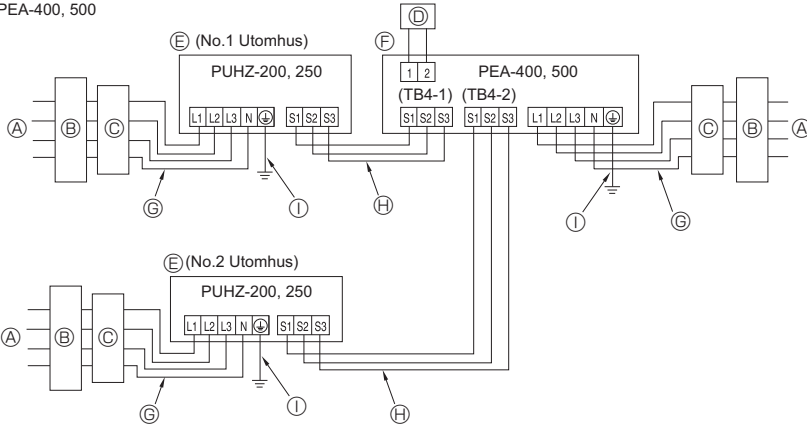 PEA-400, 500
Ⓓ
Ⓔ (No.1 Utomhus)
Ⓕ
PUHZ-200, 250
1 2
PEA-400, 500
(TB4-1) (TB4-2)
L1 L2 L3 N ⏚ S1 S2 S3
S1 S2 S3 S1 S2 S3 L1 L2 L3 N ⏚
Ⓐ Ⓑ Ⓒ
Ⓒ Ⓑ Ⓐ
Ⓖ Ⓘ Ⓗ Ⓘ Ⓖ
Ⓔ (No.2 Utomhus)
PUHZ-200, 250
L1 L2 L3 N ⏚ S1 S2 S3
Ⓐ Ⓑ Ⓒ
Ⓖ Ⓘ Ⓗ